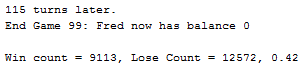 115 turns later.
End Game 99: Fred now has balance 0
Win count = 9113, Lose Count = 12572, 0.42